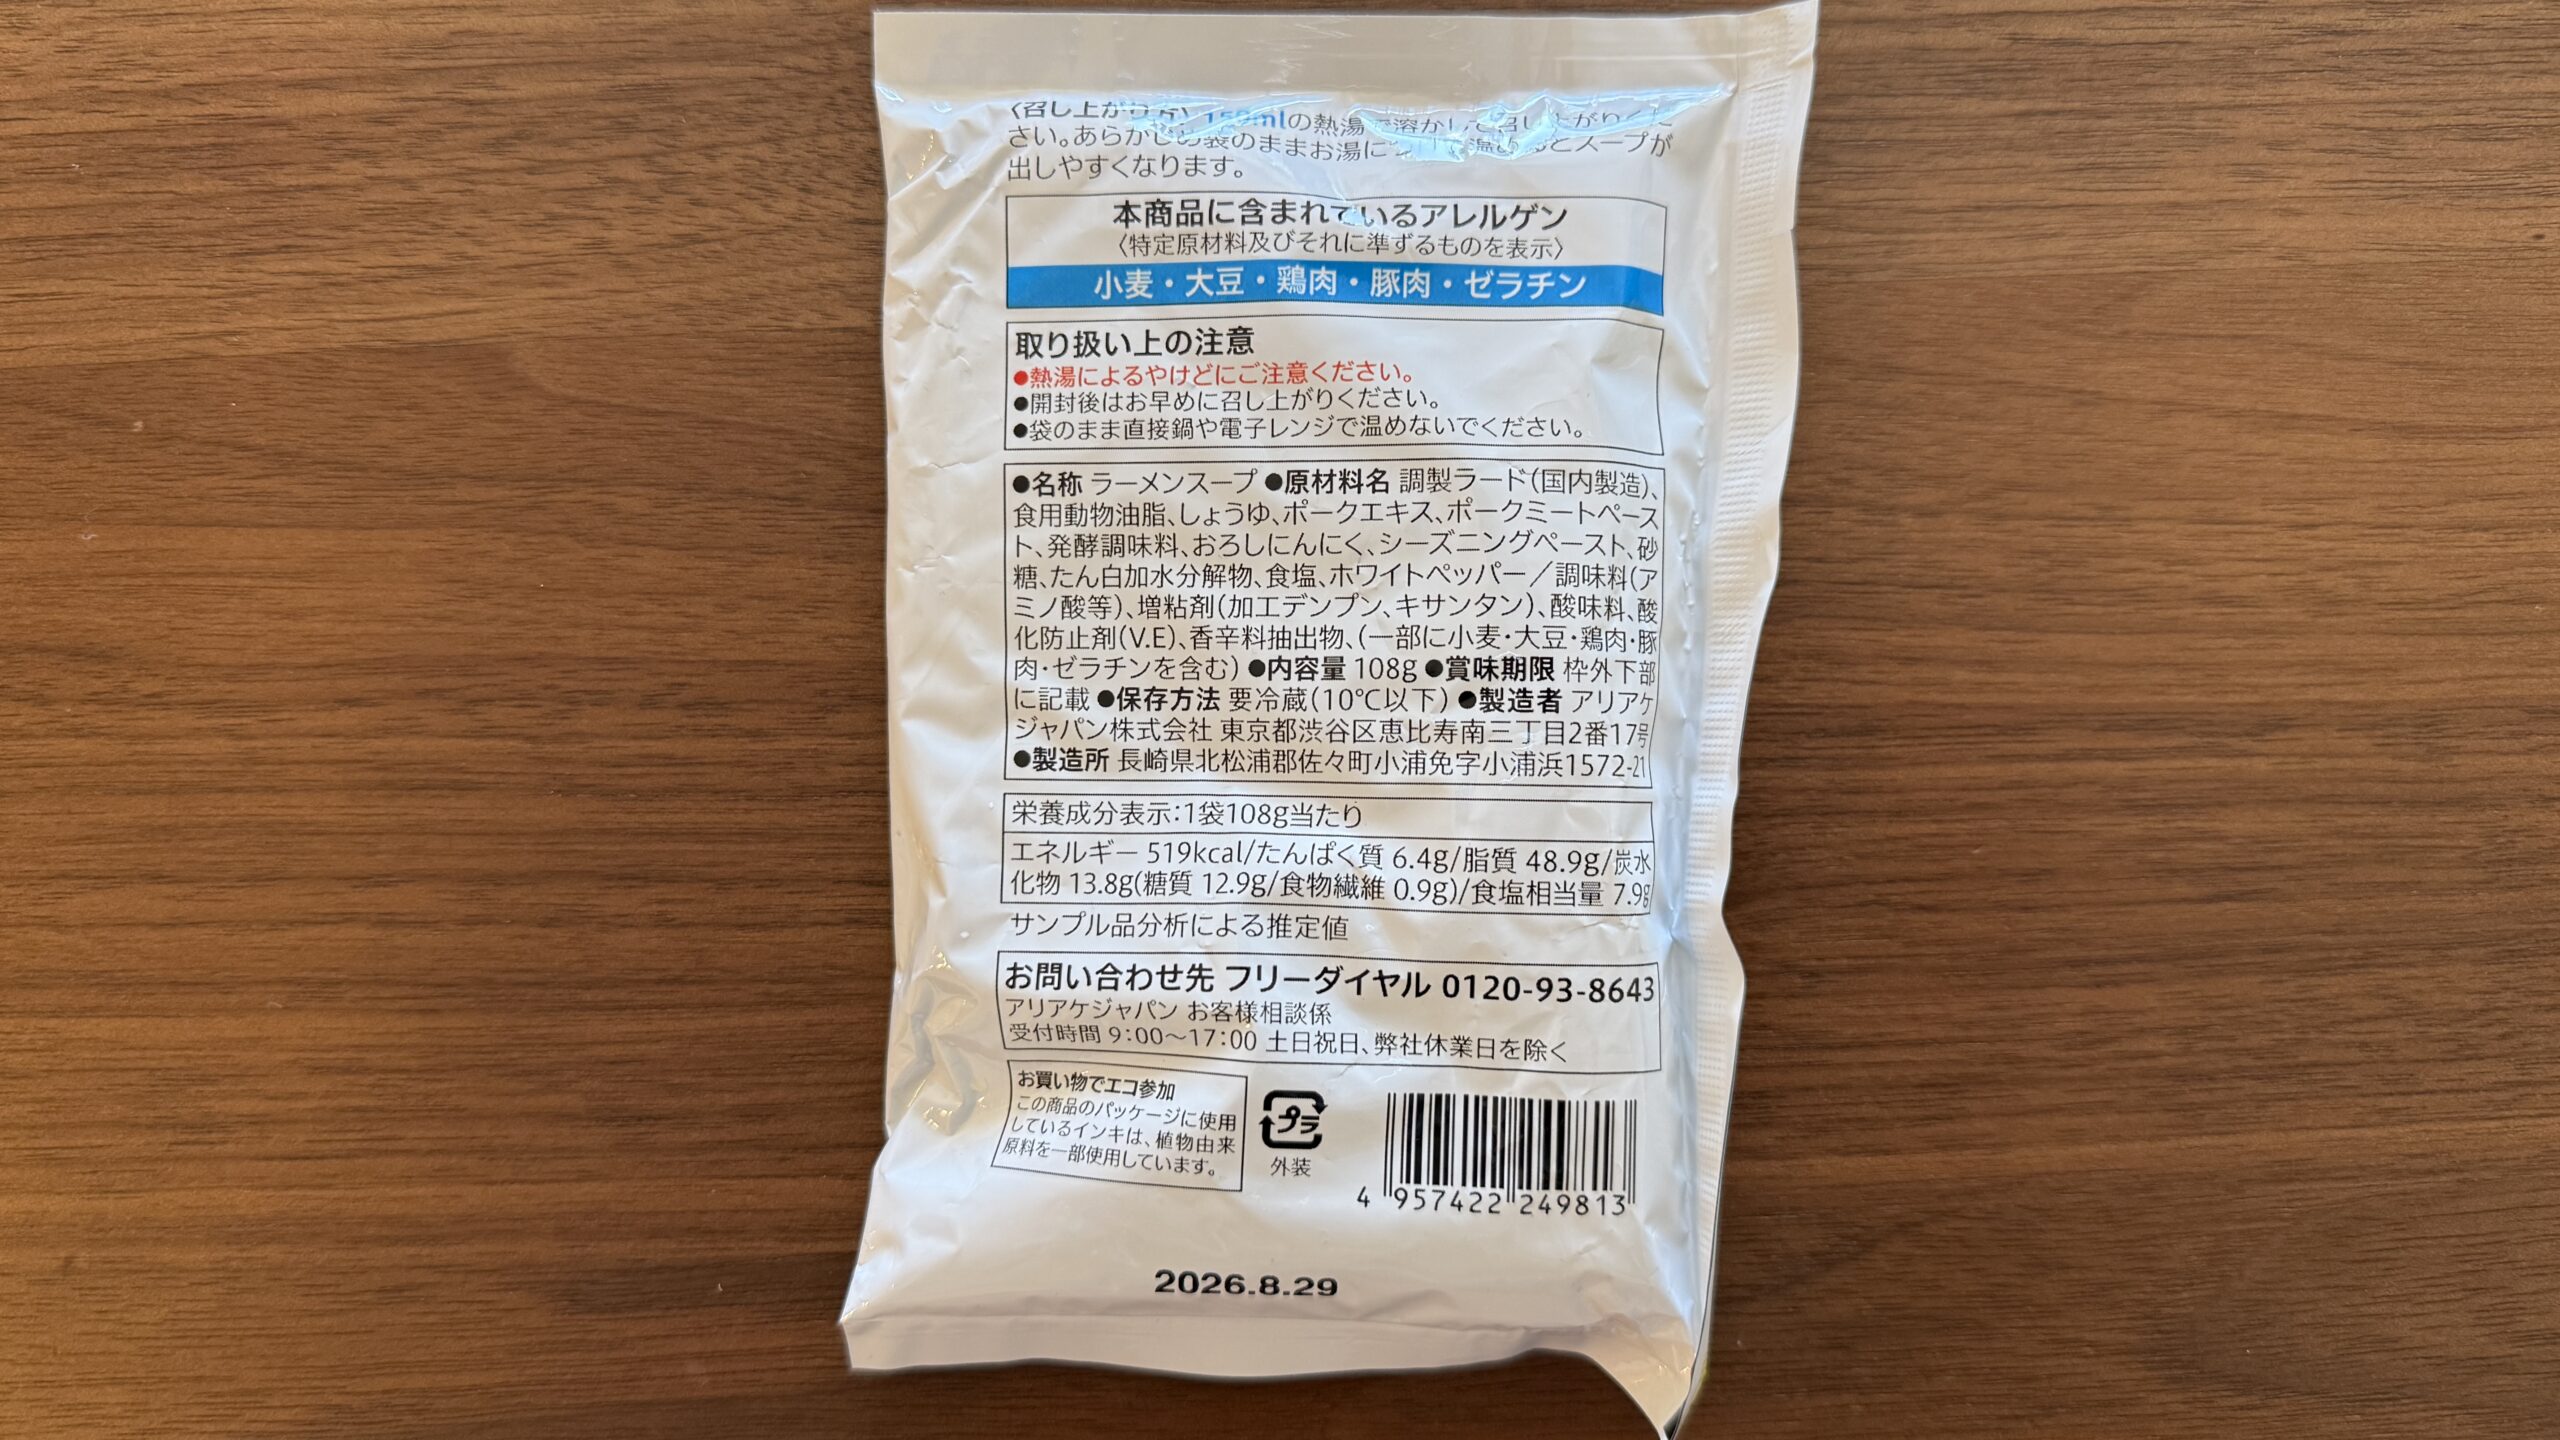 〈召し上がり方〉150mlの熱湯で溶かして召し上がりくだ
さい。あらかじめ袋のままお湯につけて温めるとスープが
出しやすくなります。
本商品に含まれているアレルゲン
〈特定原材料及びそれに準ずるものを表示〉
小麦・大豆・鶏肉・豚肉・ゼラチン
取り扱い上の注意
●熱湯によるやけどにご注意ください。
●開封後はお早めに召し上がりください。
●袋のまま直接鍋や電子レンジで温めないでください。
●名称 ラーメンスープ ●原材料名 調製ラード(国内製造)、
食用動物油脂、しょうゆ、ポークエキス、ポークミートペース
ト、発酵調味料、おろしにんにく、シーズニングペースト、砂
糖、たん白加水分解物、食塩、ホワイトペッパー／調味料(ア
ミノ酸等)、増粘剤(加工デンプン、キサンタン)、酸味料、酸
化防止剤(V.E)、香辛料抽出物、(一部に小麦・大豆・鶏肉・豚
肉・ゼラチンを含む) ●内容量 108g ●賞味期限 枠外下部
に記載 ●保存方法 要冷蔵(10℃以下) ●製造者 アリアケ
ジャパン株式会社 東京都渋谷区恵比寿南三丁目2番17号
●製造所 長崎県北松浦郡佐々町小浦免字小浦浜1572-21
栄養成分表示:1袋108g当たり
エネルギー 519kcal/たんぱく質 6.4g/脂質 48.9g/炭水
化物 13.8g(糖質 12.9g/食物繊維 0.9g)/食塩相当量 7.9g
サンプル品分析による推定値
お問い合わせ先 フリーダイヤル 0120-93-8643
アリアケジャパン お客様相談係
受付時間 9:00～17:00 土日祝日、弊社休業日を除く
お買い物でエコ参加
この商品のパッケージに使用
しているインキは、植物由来
原料を一部使用しています。
プラ
外装
4 957422 249813
2026.8.29